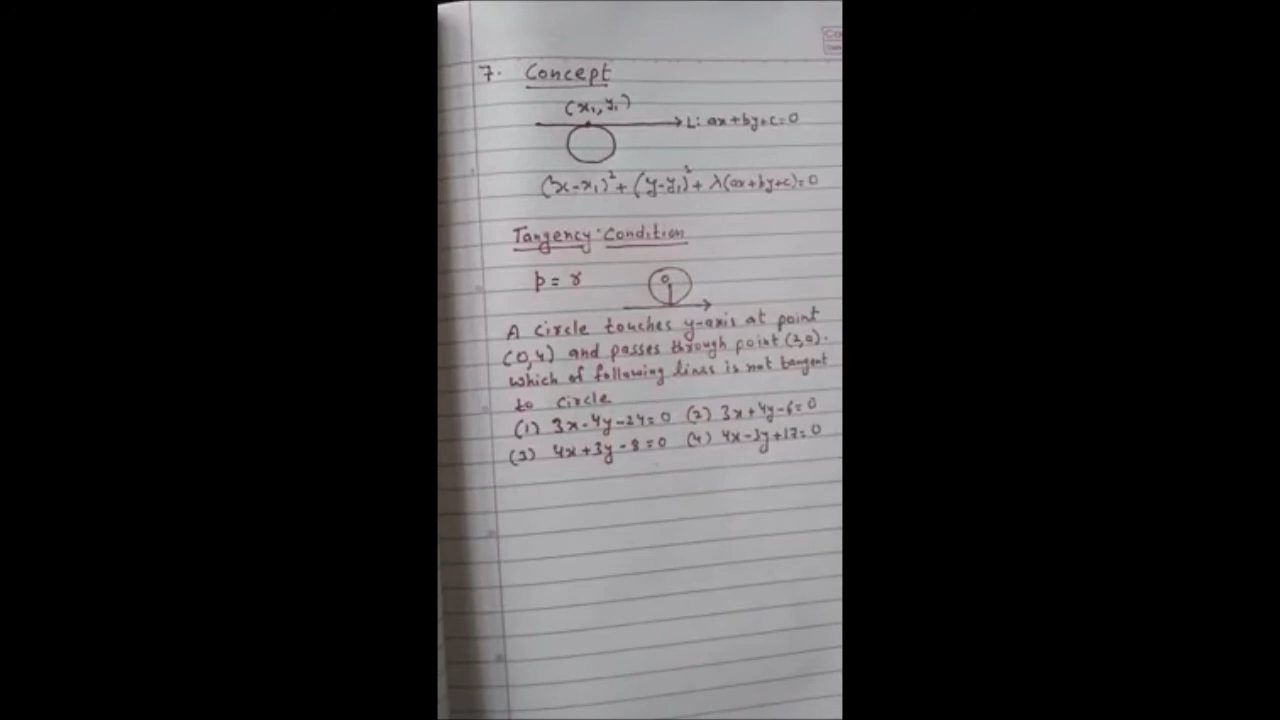 7. Concept
(x₁, y₁)
L: ax+by+c=0
(x-x₁)²+(y-y₁)²+ λ(ax+by+c)=0
Tangency Condition
p = r
A circle touches y-axis at point
(0,4) and passes through point (2,0).
which of following lines is not tangent
to circle
(1) 3x-4y-24=0 (2) 3x+4y-6=0
(3) 4x+3y-8=0 (4) 4x-3y+17=0